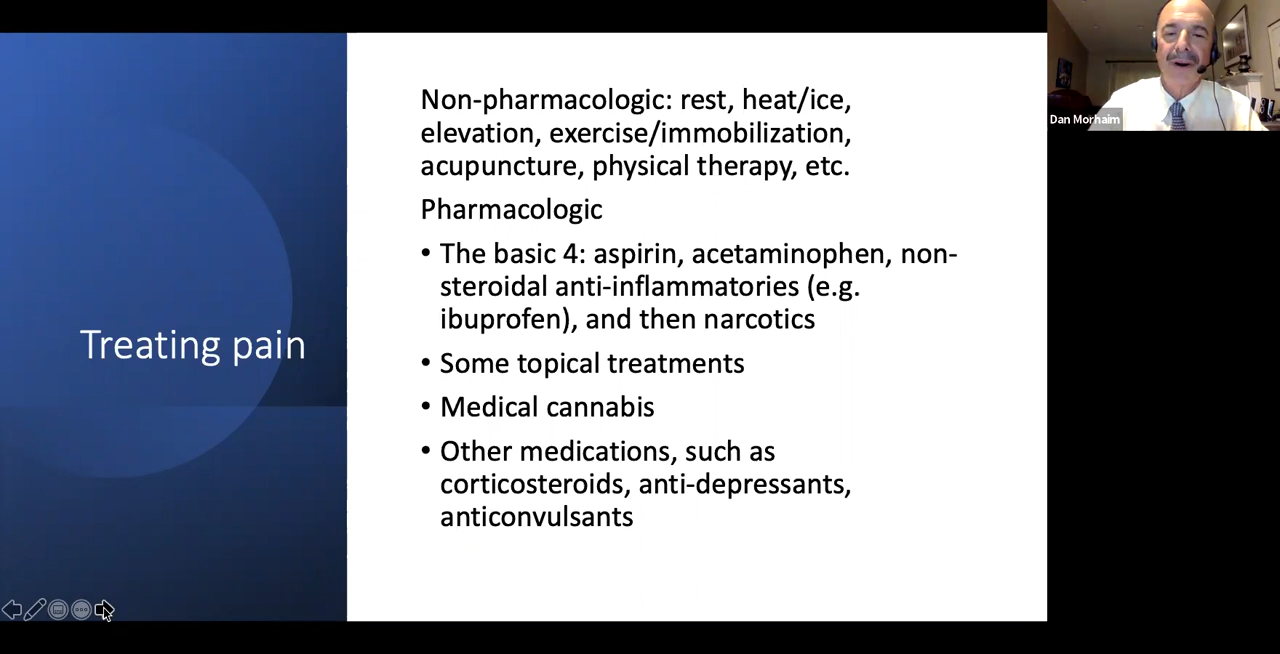 Treating pain
Non-pharmacologic: rest, heat/ice,
elevation, exercise/immobilization,
acupuncture, physical therapy, etc.
Pharmacologic
• The basic 4: aspirin, acetaminophen, non-
steroidal anti-inflammatories (e.g.
ibuprofen), and then narcotics
• Some topical treatments
• Medical cannabis
• Other medications, such as
corticosteroids, anti-depressants,
anticonvulsants
Dan Morhaim